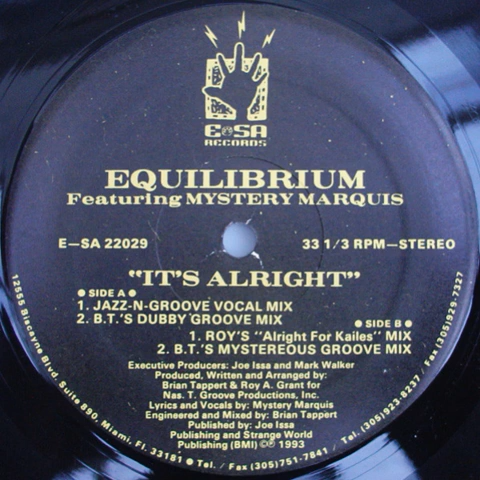 E-SA
RECORDS
EQUILIBRIUM
Featuring MYSTERY MARQUIS
E—SA 22029
33 1/3 RPM—STEREO
"IT'S ALRIGHT"
● SIDE A ●
1. JAZZ-N-GROOVE VOCAL MIX
2. B.T.'S DUBBY GROOVE MIX
● SIDE B ●
1. ROY'S "Alright For Kailes" MIX
2. B.T.'S MYSTEREOUS GROOVE MIX
Executive Producers: Joe Issa and Mark Walker
Produced, Written and Arranged by:
Brian Tappert & Roy A. Grant for
Nas. T. Groove Productions, Inc.
Lyrics and Vocals by: Mystery Marquis
Engineered and Mixed by: Brian Tappert
Published by: Joe Issa
Publishing and Strange World
Publishing (BMI) ©℗ 1993
12555 Biscayne Blvd. Suite 890, Miami, Fl. 33181 ● Tel. / Fax (305)751-7841 / Tel. (305)923-8237, / Fax (305)929-7327